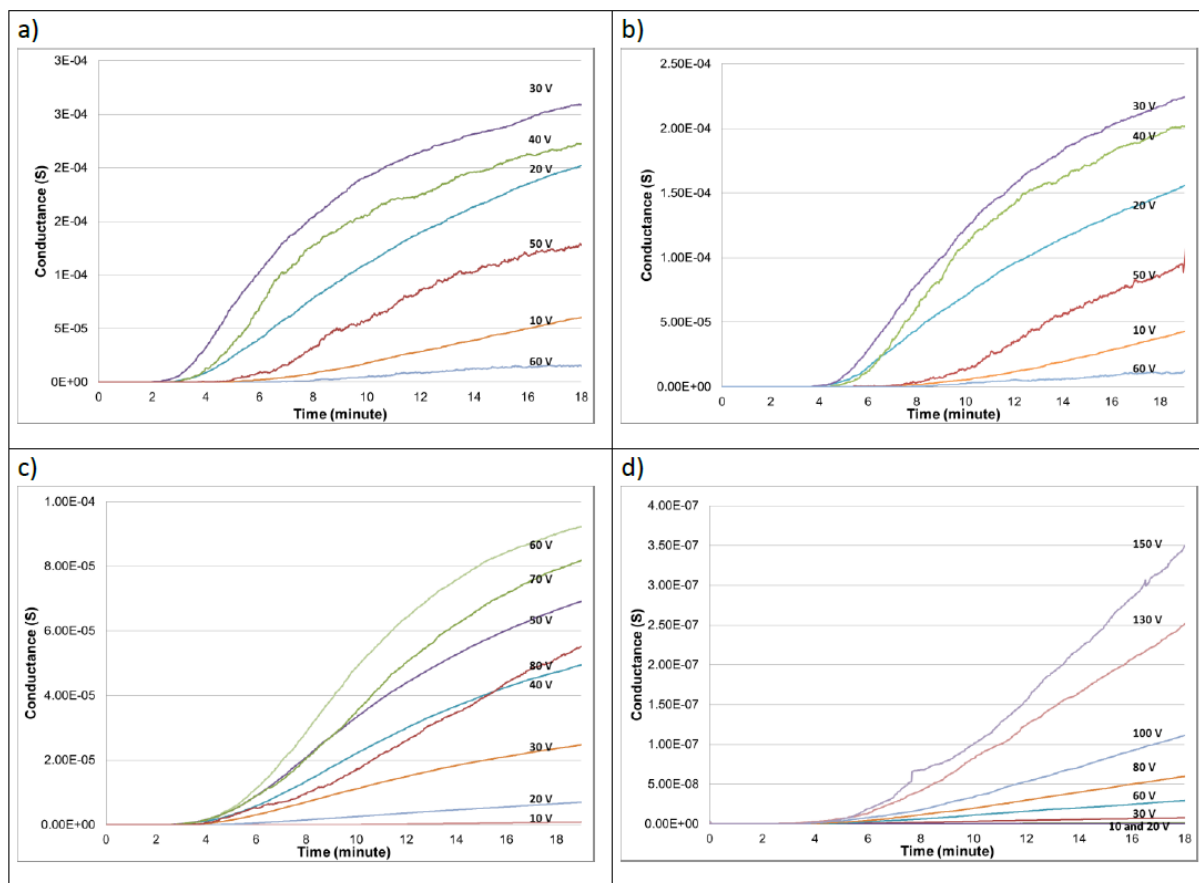 a)
3E-04
3E-04
2E-04
2E-04
1E-04
5E-05
0E+00
Conductance (S)
30 V
40 V
20 V
50 V
10 V
60 V
0 2 4 6 8 10 12 14 16 18
Time (minute)
b)
2.50E-04
2.00E-04
1.50E-04
1.00E-04
5.00E-05
0.00E+00
Conductance (S)
30 V
40 V
20 V
50 V
10 V
60 V
0 2 4 6 8 10 12 14 16 18
Time (minute)
c)
1.00E-04
8.00E-05
6.00E-05
4.00E-05
2.00E-05
0.00E+00
Conductance (S)
60 V
70 V
50 V
80 V
40 V
30 V
20 V
10 V
0 2 4 6 8 10 12 14 16 18
Time (minute)
d)
4.00E-07
3.50E-07
3.00E-07
2.50E-07
2.00E-07
1.50E-07
1.00E-07
5.00E-08
0.00E+00
Conductance (S)
150 V
130 V
100 V
80 V
60 V
30 V
10 and 20 V
0 2 4 6 8 10 12 14 16 18
Time (minute)